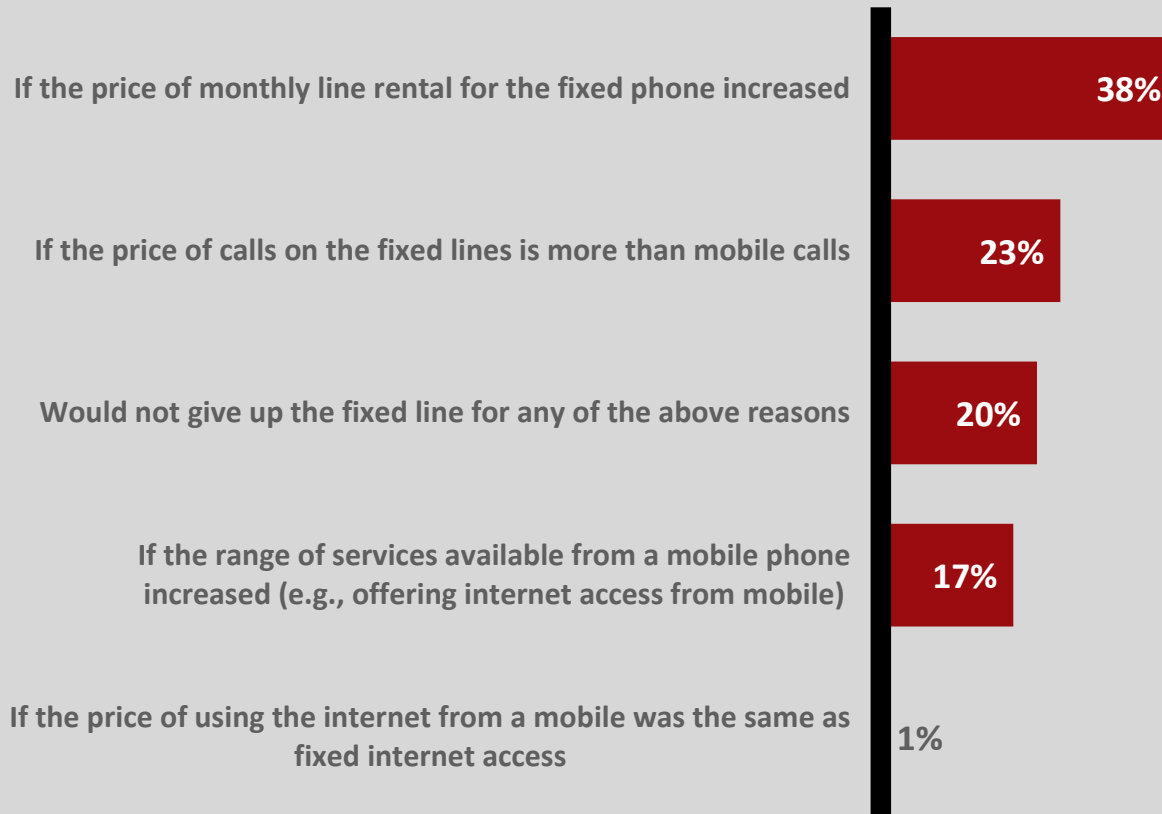 If the price of monthly line rental for the fixed phone increased
38%
If the price of calls on the fixed lines is more than mobile calls
23%
Would not give up the fixed line for any of the above reasons
20%
If the range of services available from a mobile phone
increased (e.g., offering internet access from mobile)
17%
If the price of using the internet from a mobile was the same as
fixed internet access
1%